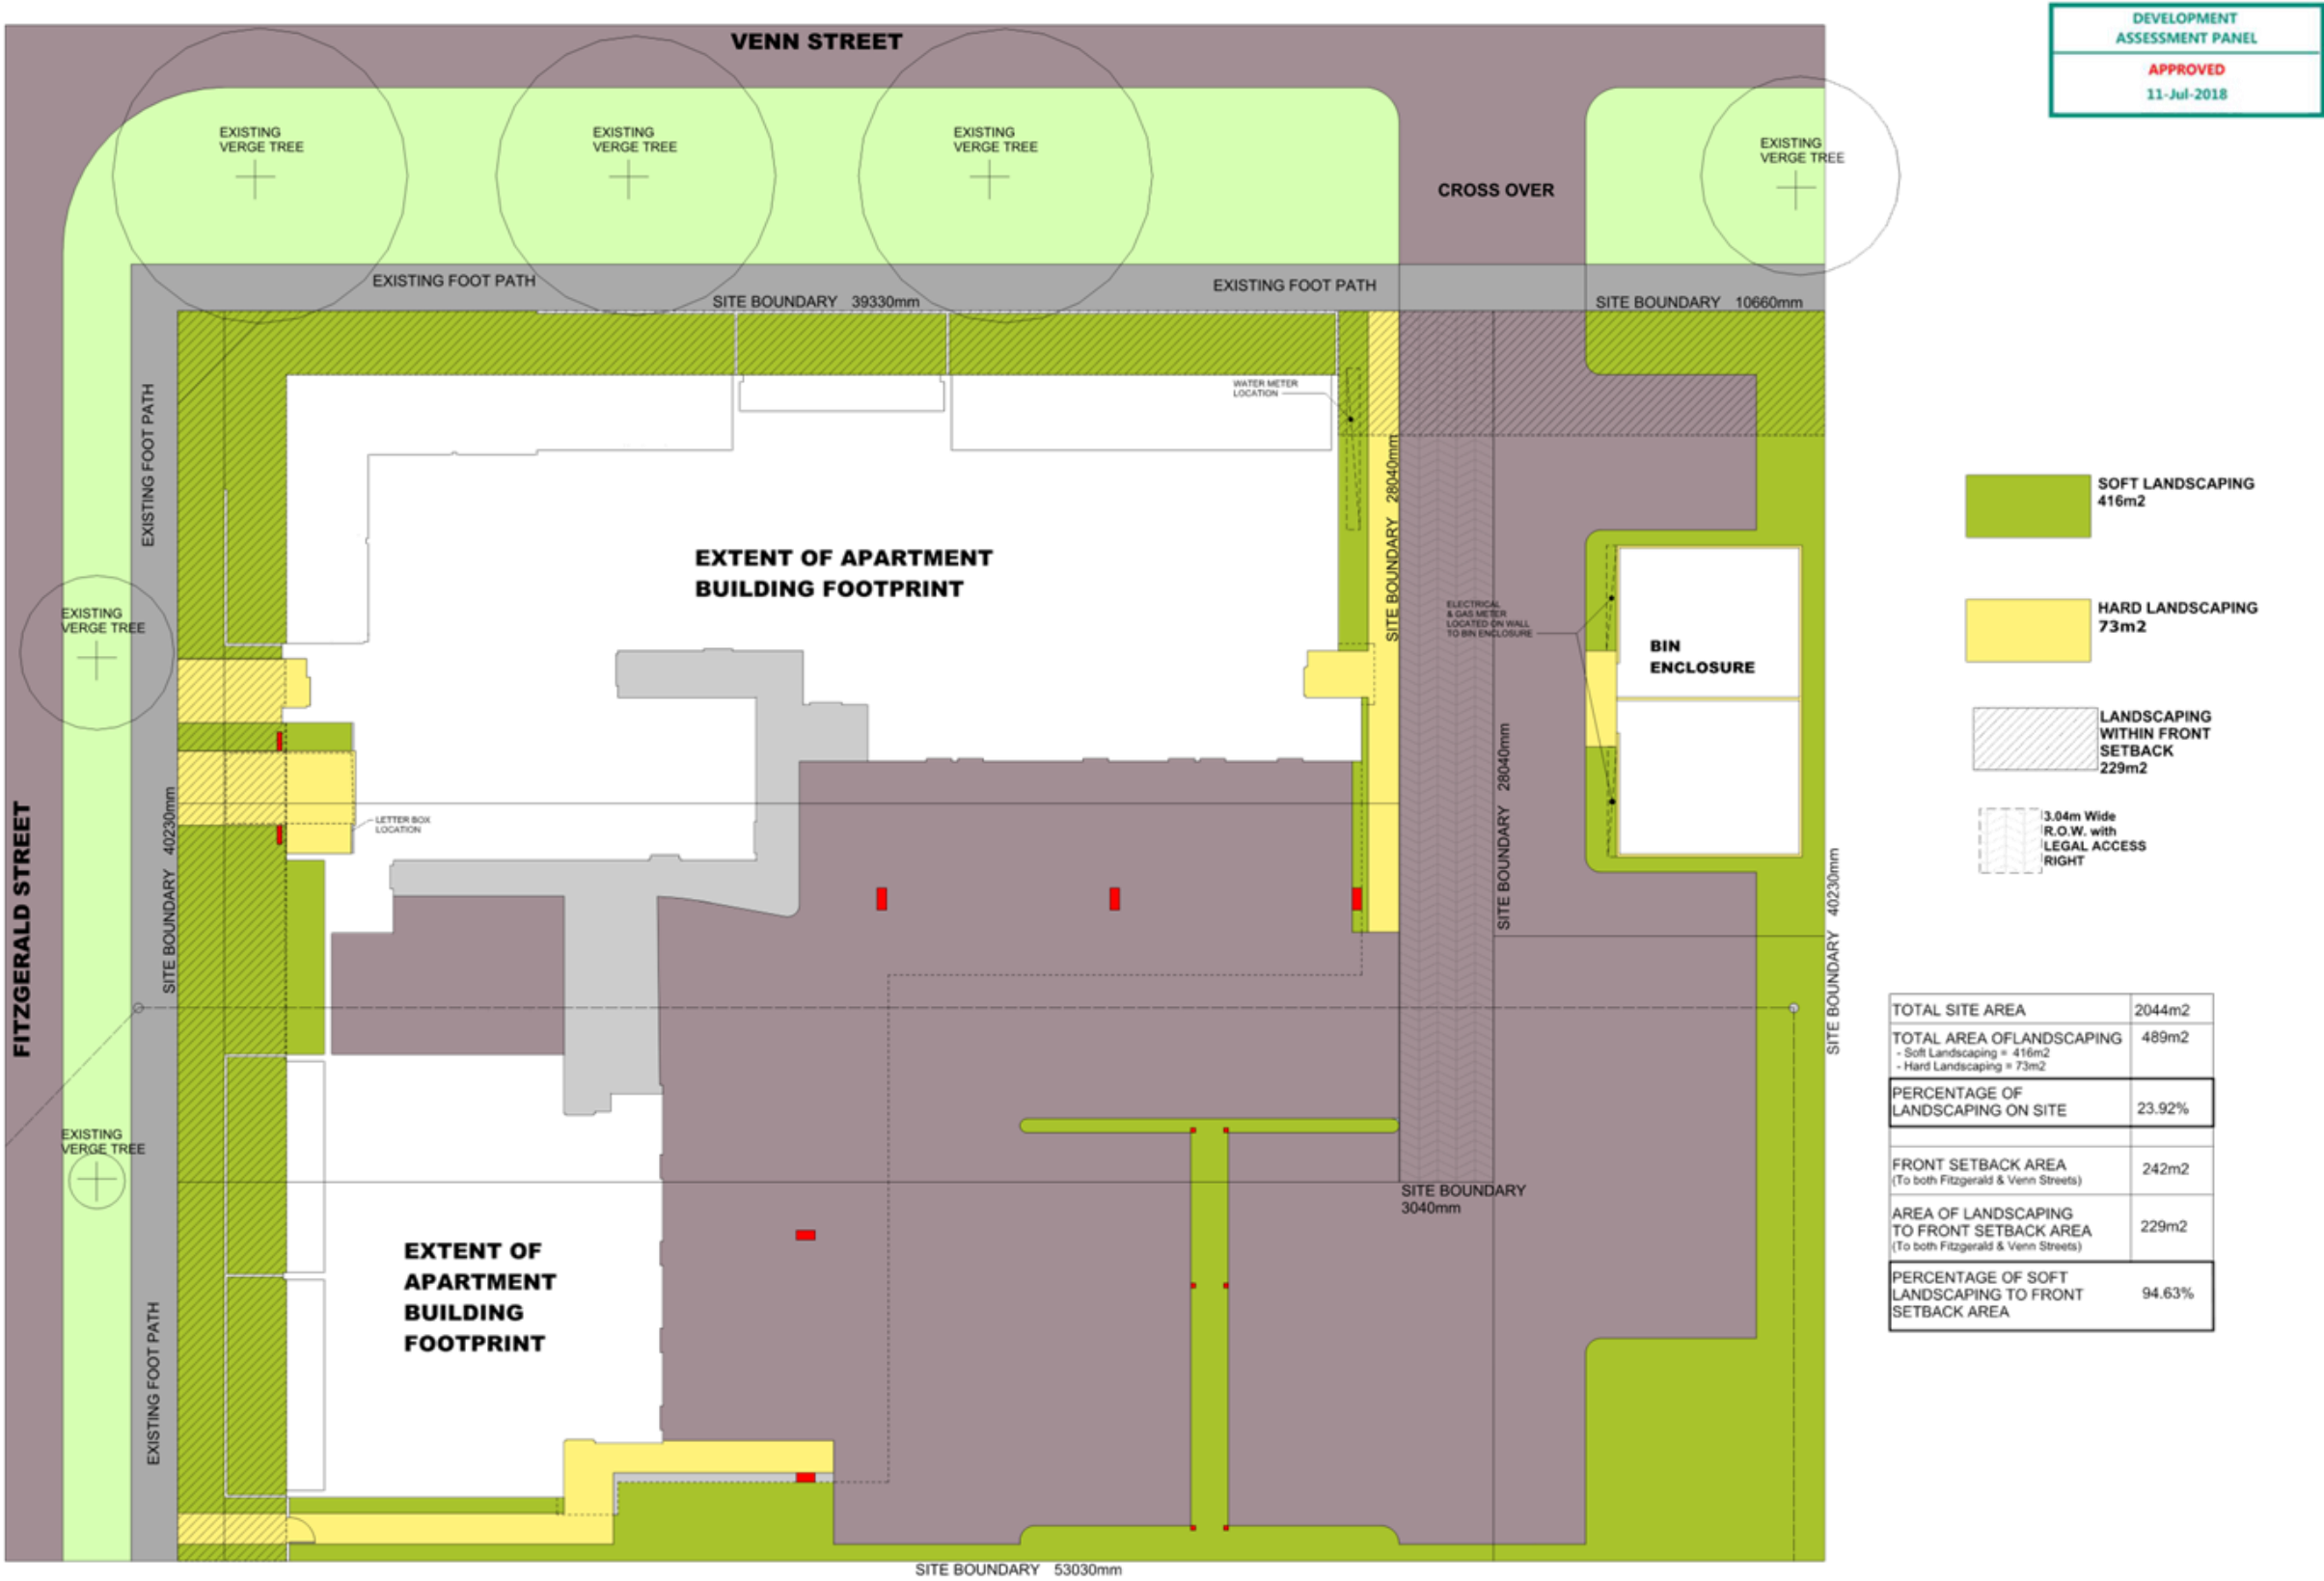 DEVELOPMENT
ASSESSMENT PANEL
APPROVED
11-Jul-2018
VENN STREET
EXISTING
VERGE TREE
EXISTING
VERGE TREE
EXISTING
VERGE TREE
EXISTING
VERGE TREE
CROSS OVER
EXISTING FOOT PATH
EXISTING FOOT PATH
SITE BOUNDARY 39330mm
SITE BOUNDARY 10660mm
WATER METER
LOCATION
EXISTING FOOT PATH
SITE BOUNDARY 28040mm
EXTENT OF APARTMENT
BUILDING FOOTPRINT
ELECTRICAL
& GAS METER
LOCATED ON WALL
TO BIN ENCLOSURE
BIN
ENCLOSURE
EXISTING
VERGE TREE
SITE BOUNDARY 28040mm
LETTER BOX
LOCATION
FITZGERALD STREET
SITE BOUNDARY 40230mm
SITE BOUNDARY 40230mm
EXISTING
VERGE TREE
SITE BOUNDARY
3040mm
EXTENT OF
APARTMENT
BUILDING
FOOTPRINT
EXISTING FOOT PATH
SITE BOUNDARY 53030mm
SOFT LANDSCAPING
416m2
HARD LANDSCAPING
73m2
LANDSCAPING
WITHIN FRONT
SETBACK
229m2
3.04m Wide
R.O.W. with
LEGAL ACCESS
RIGHT
TOTAL SITE AREA 2044m2
TOTAL AREA OFLANDSCAPING 489m2
- Soft Landscaping = 416m2
- Hard Landscaping = 73m2
PERCENTAGE OF
LANDSCAPING ON SITE 23.92%
FRONT SETBACK AREA 242m2
(To both Fitzgerald & Venn Streets)
AREA OF LANDSCAPING
TO FRONT SETBACK AREA 229m2
(To both Fitzgerald & Venn Streets)
PERCENTAGE OF SOFT
LANDSCAPING TO FRONT 94.63%
SETBACK AREA